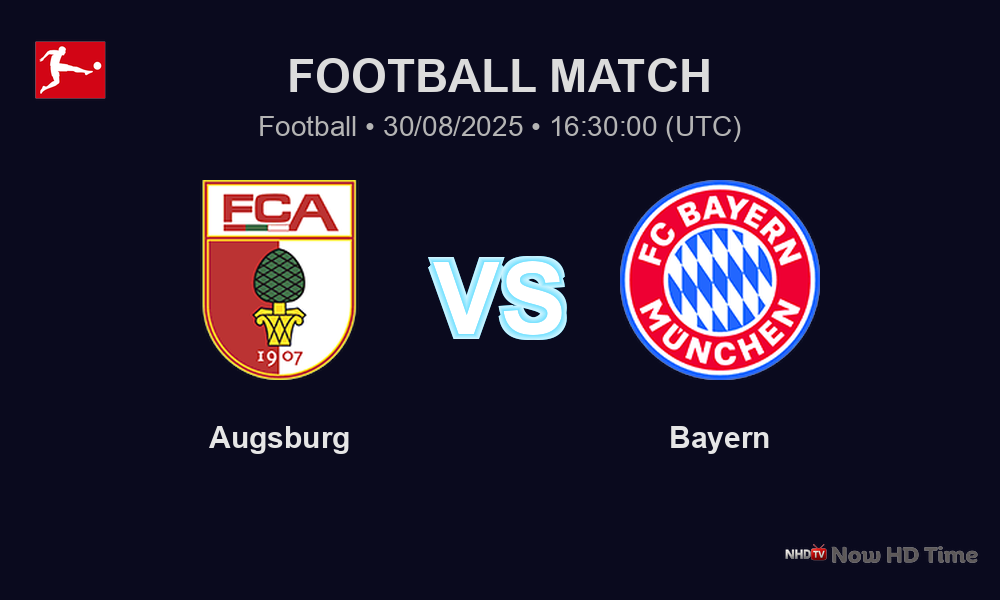 FOOTBALL MATCH
Football • 30/08/2025 • 16:30:00 (UTC)
FCA
1907
VS
FC BAYERN
MÜNCHEN
Augsburg
Bayern
NHDTV Now HD Time